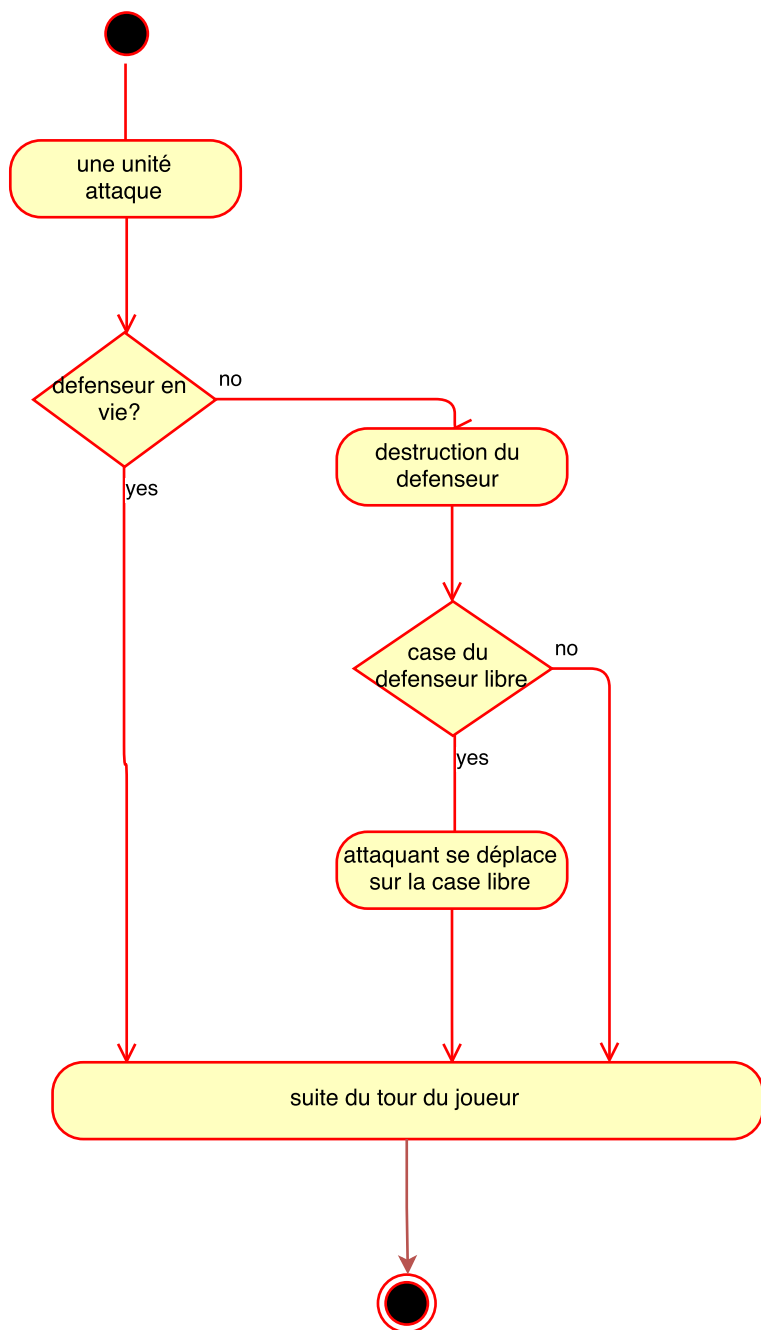 une unité
attaque
defenseur en
vie?
no
yes
destruction du
defenseur
case du
defenseur libre
no
yes
attaquant se déplace
sur la case libre
suite du tour du joueur